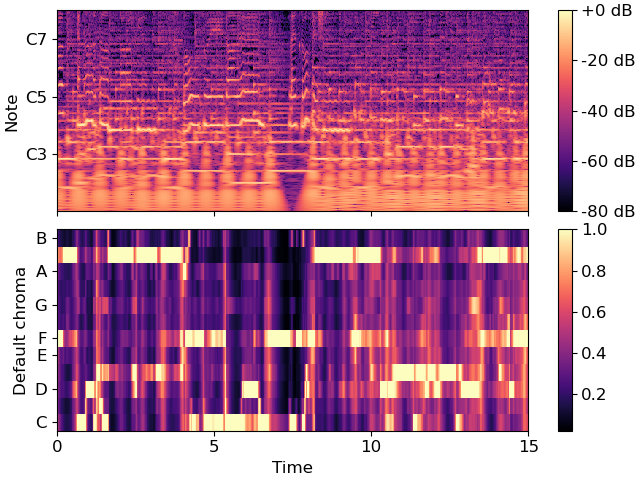 C7
C5
C3
Note
+0 dB
-20 dB
-40 dB
-60 dB
-80 dB
B
A
G
F
E
D
C
Default chroma
0
5
10
15
Time
1.0
0.8
0.6
0.4
0.2